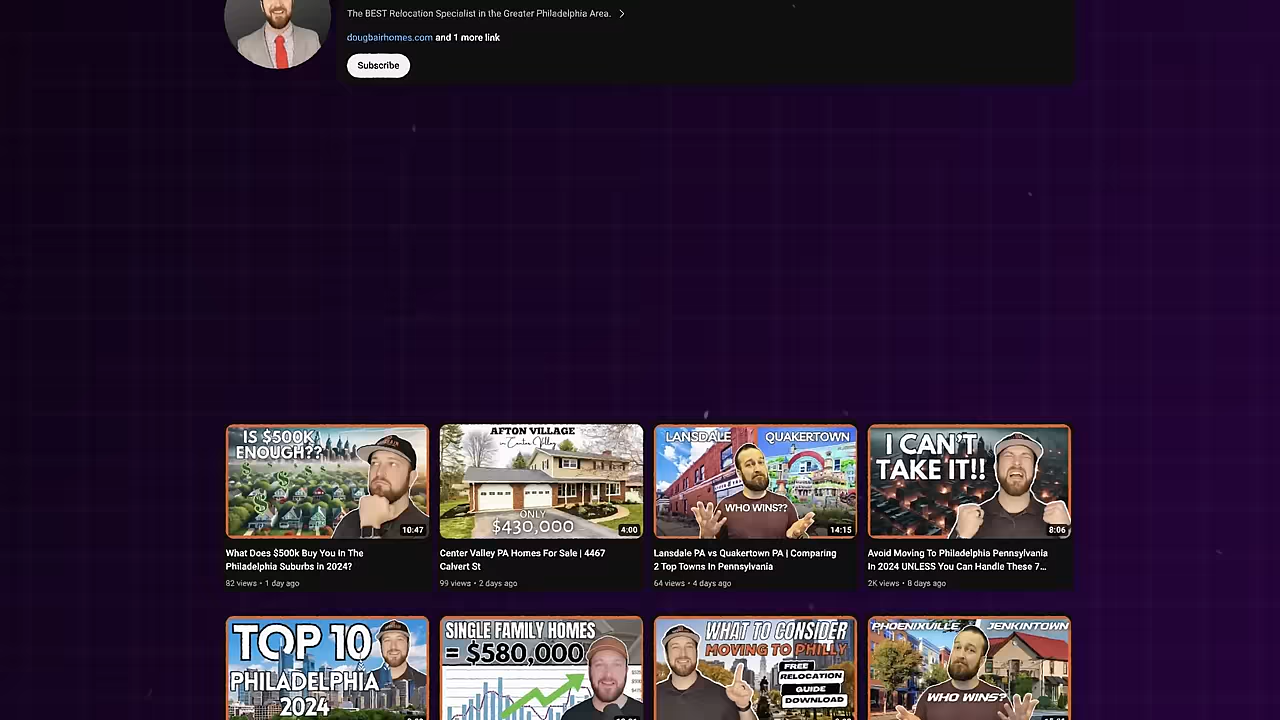 The BEST Relocation Specialist in the Greater Philadelphia Area.
dougbairhomes.com and 1 more link
Subscribe
IS $500K
ENOUGH??
10:47
What Does $500k Buy You In The
Philadelphia Suburbs in 2024?
82 views • 1 day ago
AFTON VILLAGE
in Center Valley
ONLY
$430,000
4:00
Center Valley PA Homes For Sale | 4467
Calvert St
99 views • 2 days ago
LANSDALE
QUAKERTOWN
WHO WINS??
14:15
Lansdale PA vs Quakertown PA | Comparing
2 Top Towns In Pennsylvania
64 views • 4 days ago
I CAN'T
TAKE IT!!
8:06
Avoid Moving To Philadelphia Pennsylvania
In 2024 UNLESS You Can Handle These 7...
2K views • 8 days ago
TOP 10
PHILADELPHIA
2024
SINGLE FAMILY HOMES
= $580,000
WHAT TO CONSIDER
MOVING TO PHILLY
FREE
RELOCATION
GUIDE
DOWNLOAD
PHOENIXVILLE
JENKINTOWN
WHO WINS?